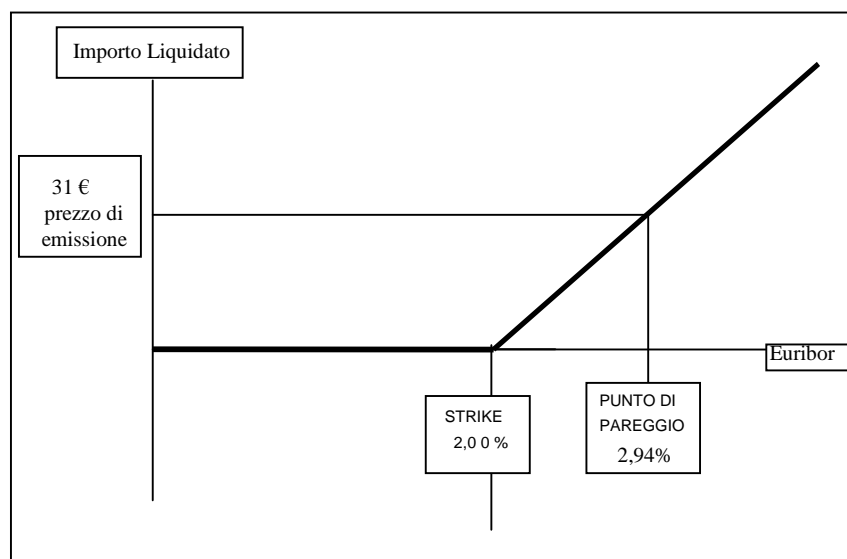 Importo Liquidato
31 €
prezzo di
emissione
Euribor
STRIKE
2,0 0 %
PUNTO DI
PAREGGIO
2,94%